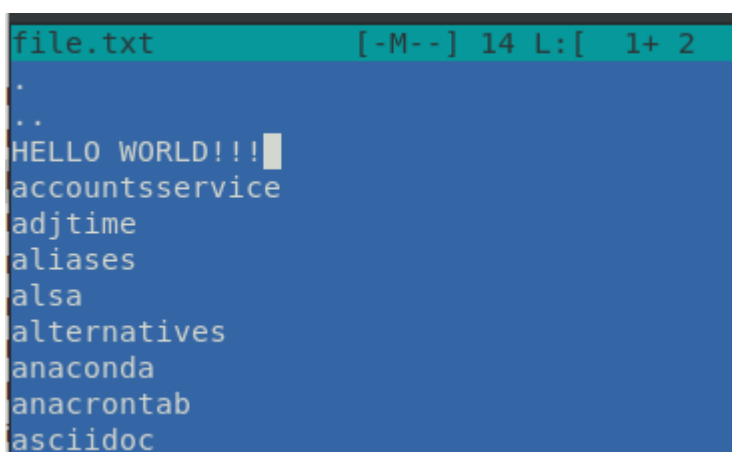 file.txt [-M--] 14 L:[ 1+ 2
.
..
HELLO WORLD!!!
accountsservice
adjtime
aliases
alsa
alternatives
anaconda
anacrontab
asciidoc